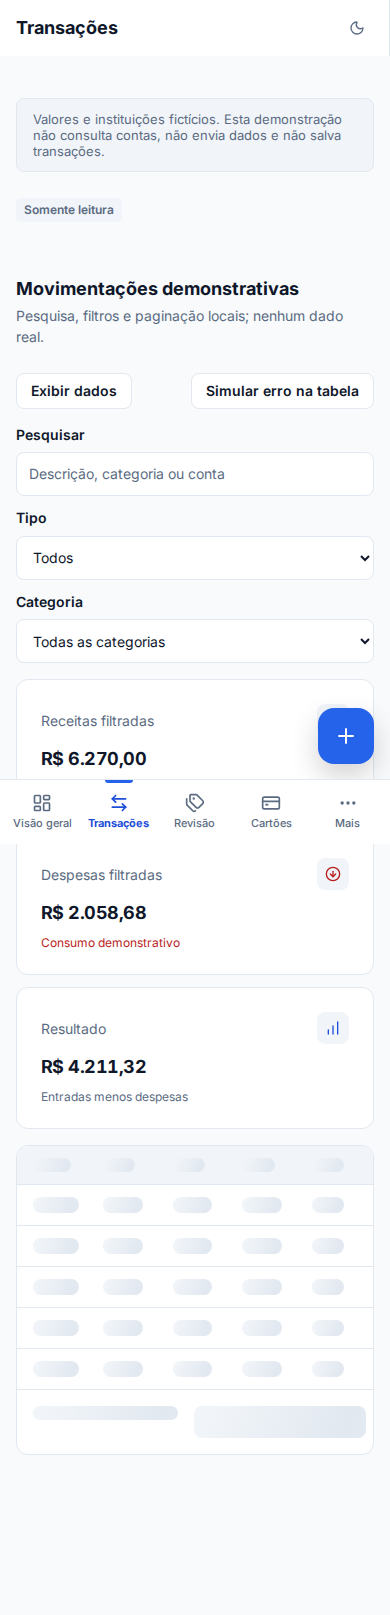 Transações
Valores e instituições fictícios. Esta demonstração
não consulta contas, não envia dados e não salva
transações.
Somente leitura
Movimentações demonstrativas
Pesquisa, filtros e paginação locais; nenhum dado
real.
Exibir dados
Simular erro na tabela
Pesquisar
Descrição, categoria ou conta
Tipo
Todos
Categoria
Todas as categorias
Receitas filtradas
R$ 6.270,00
Visão geral
Transações
Revisão
Cartões
Mais
Despesas filtradas
R$ 2.058,68
Consumo demonstrativo
Resultado
R$ 4.211,32
Entradas menos despesas